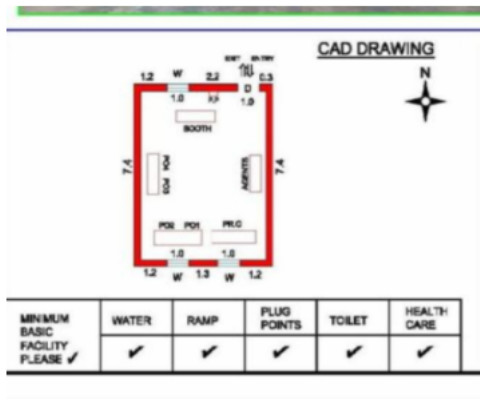 CAD DRAWING
N
EXIT ENTRY
1.2 W 2.2 0.3
1.0 D
1.0
BOOTH
7.4 PO4 PO3 AGENTS 7.4
PO2 PO1 PR.O
1.0 1.0
1.2 W 1.3 W 1.2
MINIMUM BASIC FACILITY PLEASE ✓
WATER RAMP PLUG POINTS TOILET HEALTH CARE
✓ ✓ ✓ ✓ ✓